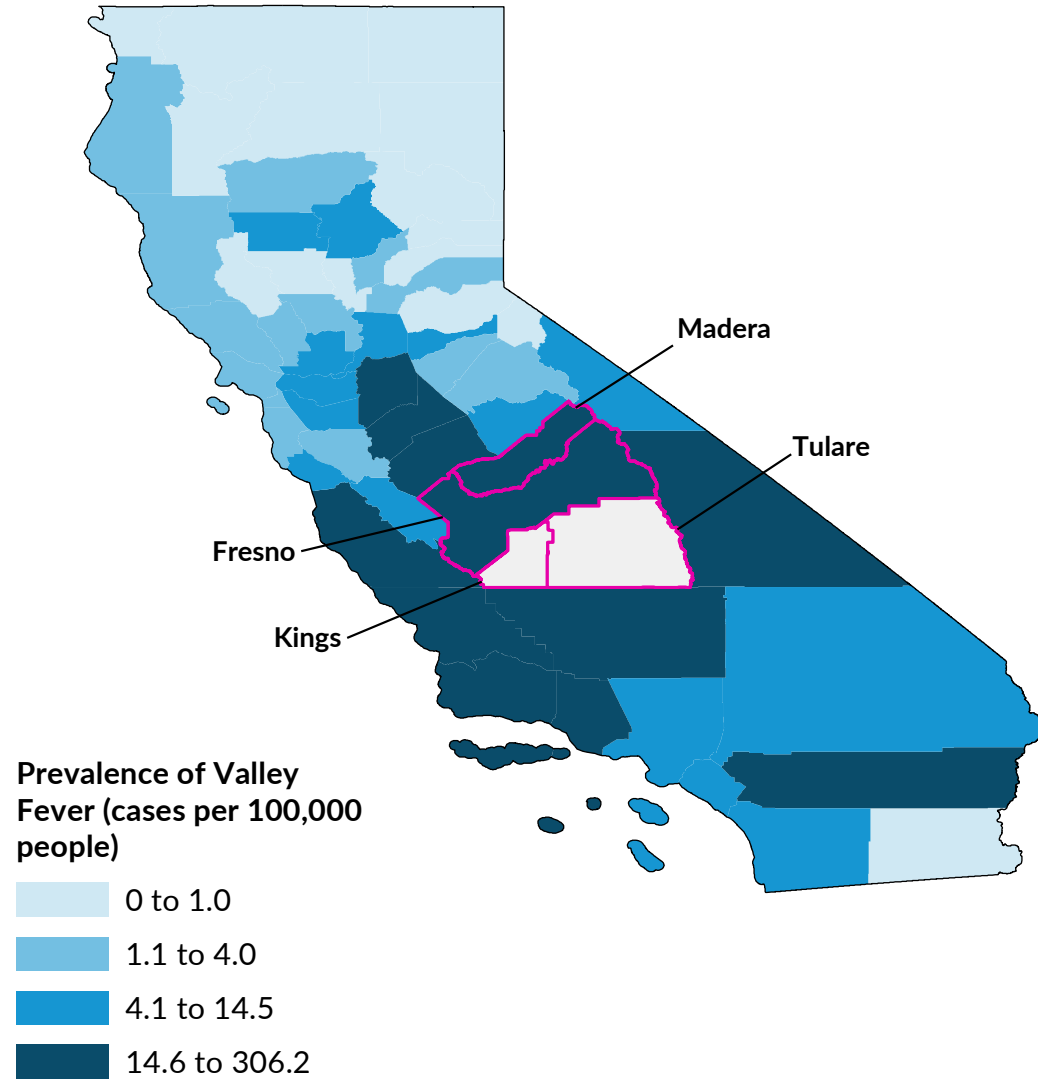 Madera
Tulare
Fresno
Kings
Prevalence of Valley
Fever (cases per 100,000
people)
0 to 1.0
1.1 to 4.0
4.1 to 14.5
14.6 to 306.2